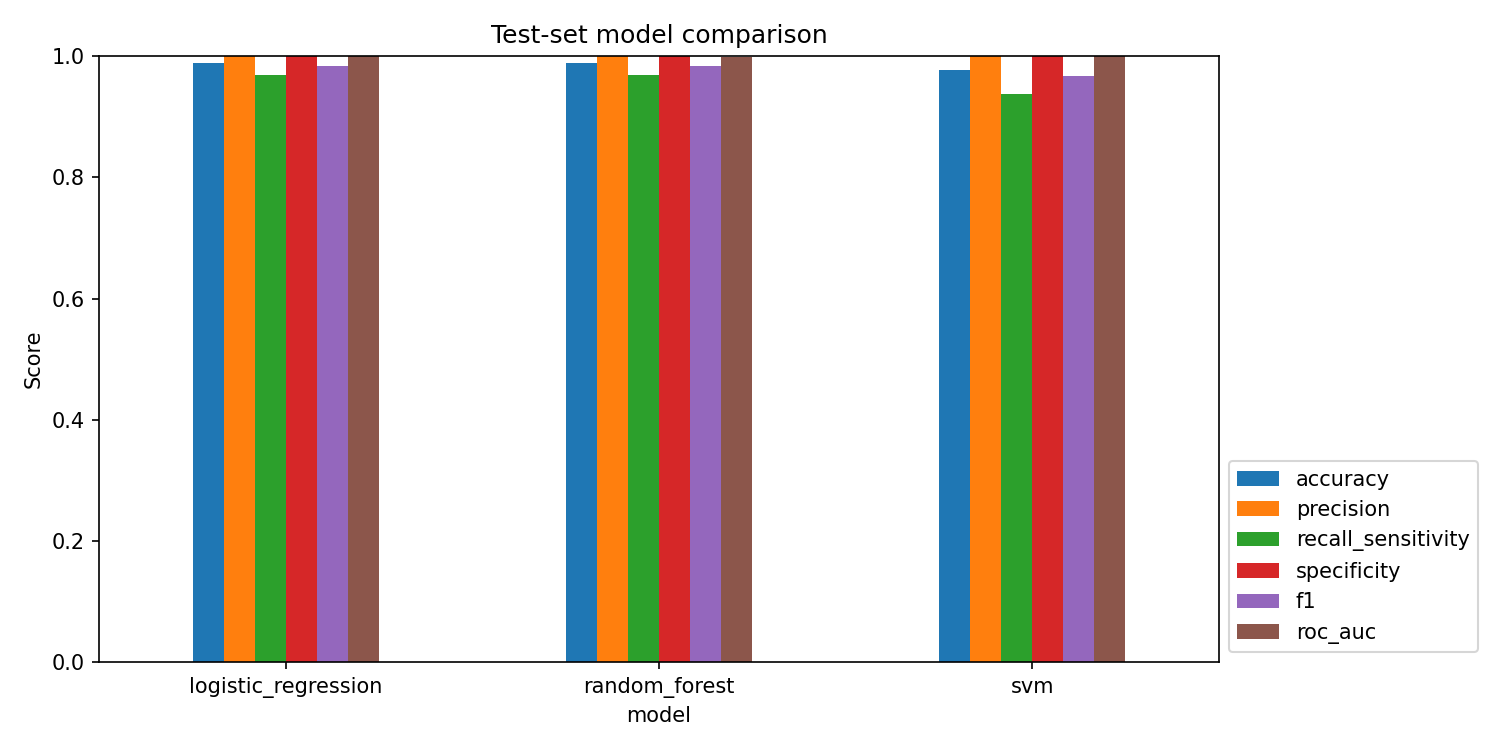 Test-set model comparison
1.0
0.8
0.6
0.4
0.2
0.0
Score
logistic_regression
random_forest
svm
model
accuracy
precision
recall_sensitivity
specificity
f1
roc_auc